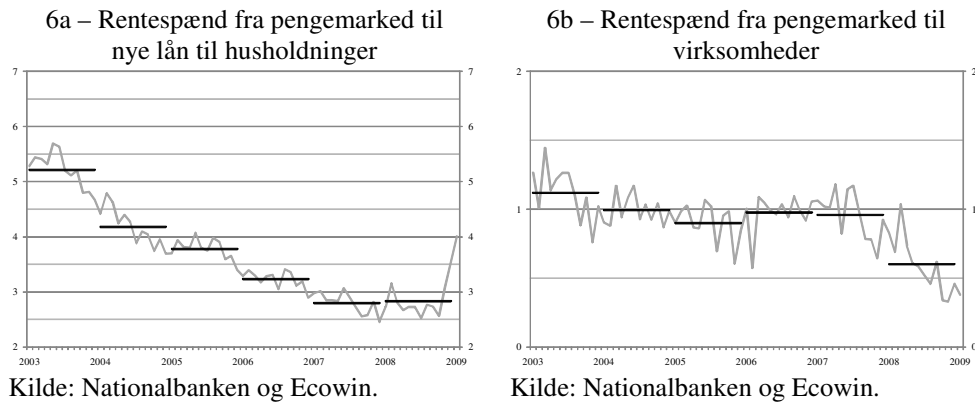 6a – Rentespænd fra pengemarked til
nye lån til husholdninger
7 7
6 6
5 5
4 4
3 3
2 2
2003 2004 2005 2006 2007 2008 2009
Kilde: Nationalbanken og Ecowin.
6b – Rentespænd fra pengemarked til
virksomheder
2 2
1 1
0 0
2003 2004 2005 2006 2007 2008 2009
Kilde: Nationalbanken og Ecowin.